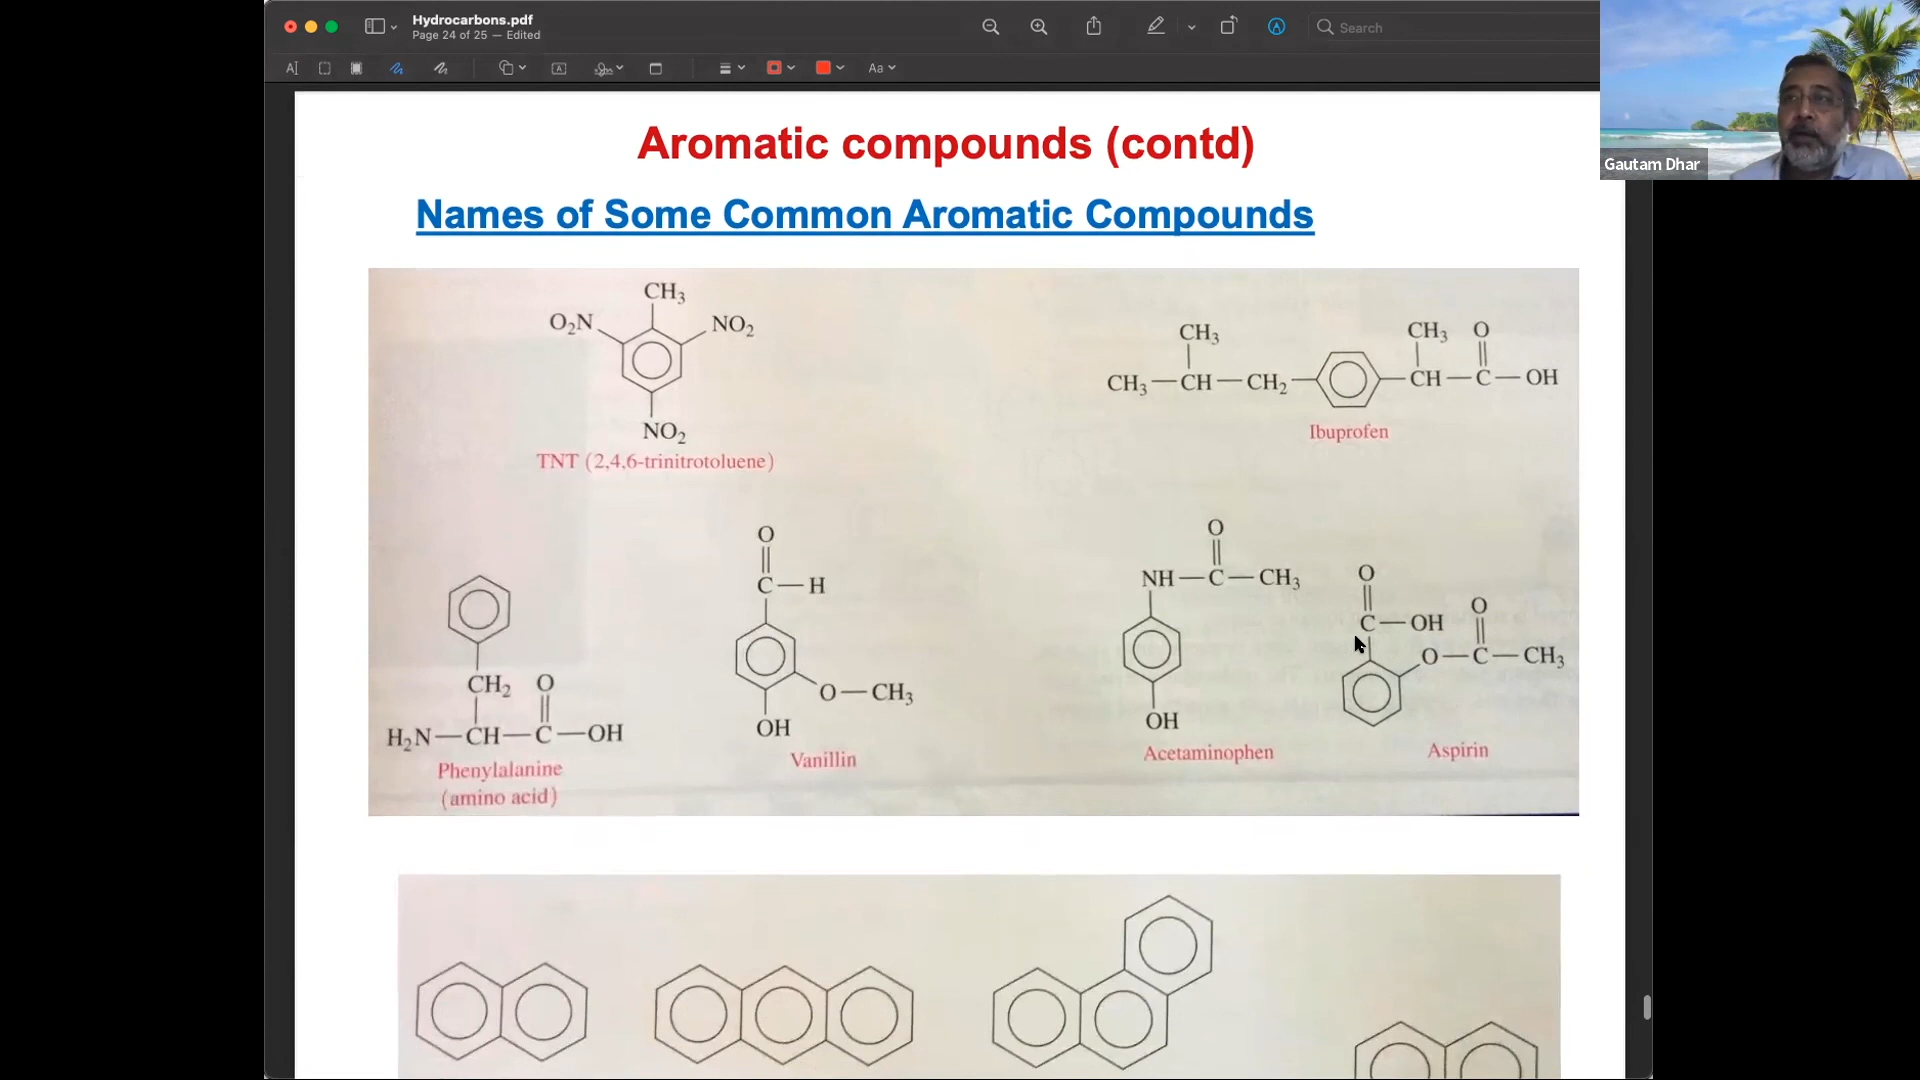 Hydrocarbons.pdf
Page 24 of 25 — Edited
Search
Aa
Gautam Dhar
Aromatic compounds (contd)
Names of Some Common Aromatic Compounds
CH₃
O₂N
NO₂
NO₂
TNT (2,4,6-trinitrotoluene)
CH₃ CH₃ O
CH₃—CH—CH₂— —CH—C—OH
Ibuprofen
CH₂ O
H₂N—CH—C—OH
Phenylalanine
(amino acid)
O
C—H
O—CH₃
OH
Vanillin
O
NH—C—CH₃
OH
Acetaminophen
O
C—OH
O
O—C—CH₃
Aspirin